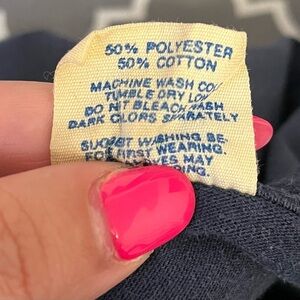 50% POLYESTER
50% COTTON
MACHINE WASH CO
TUMBLE DRY LOW
DO NOT BLEACH WASH
DARK COLORS SEPARATELY
SUGGEST WASHING BE-
FIRST WEARING.
MAY